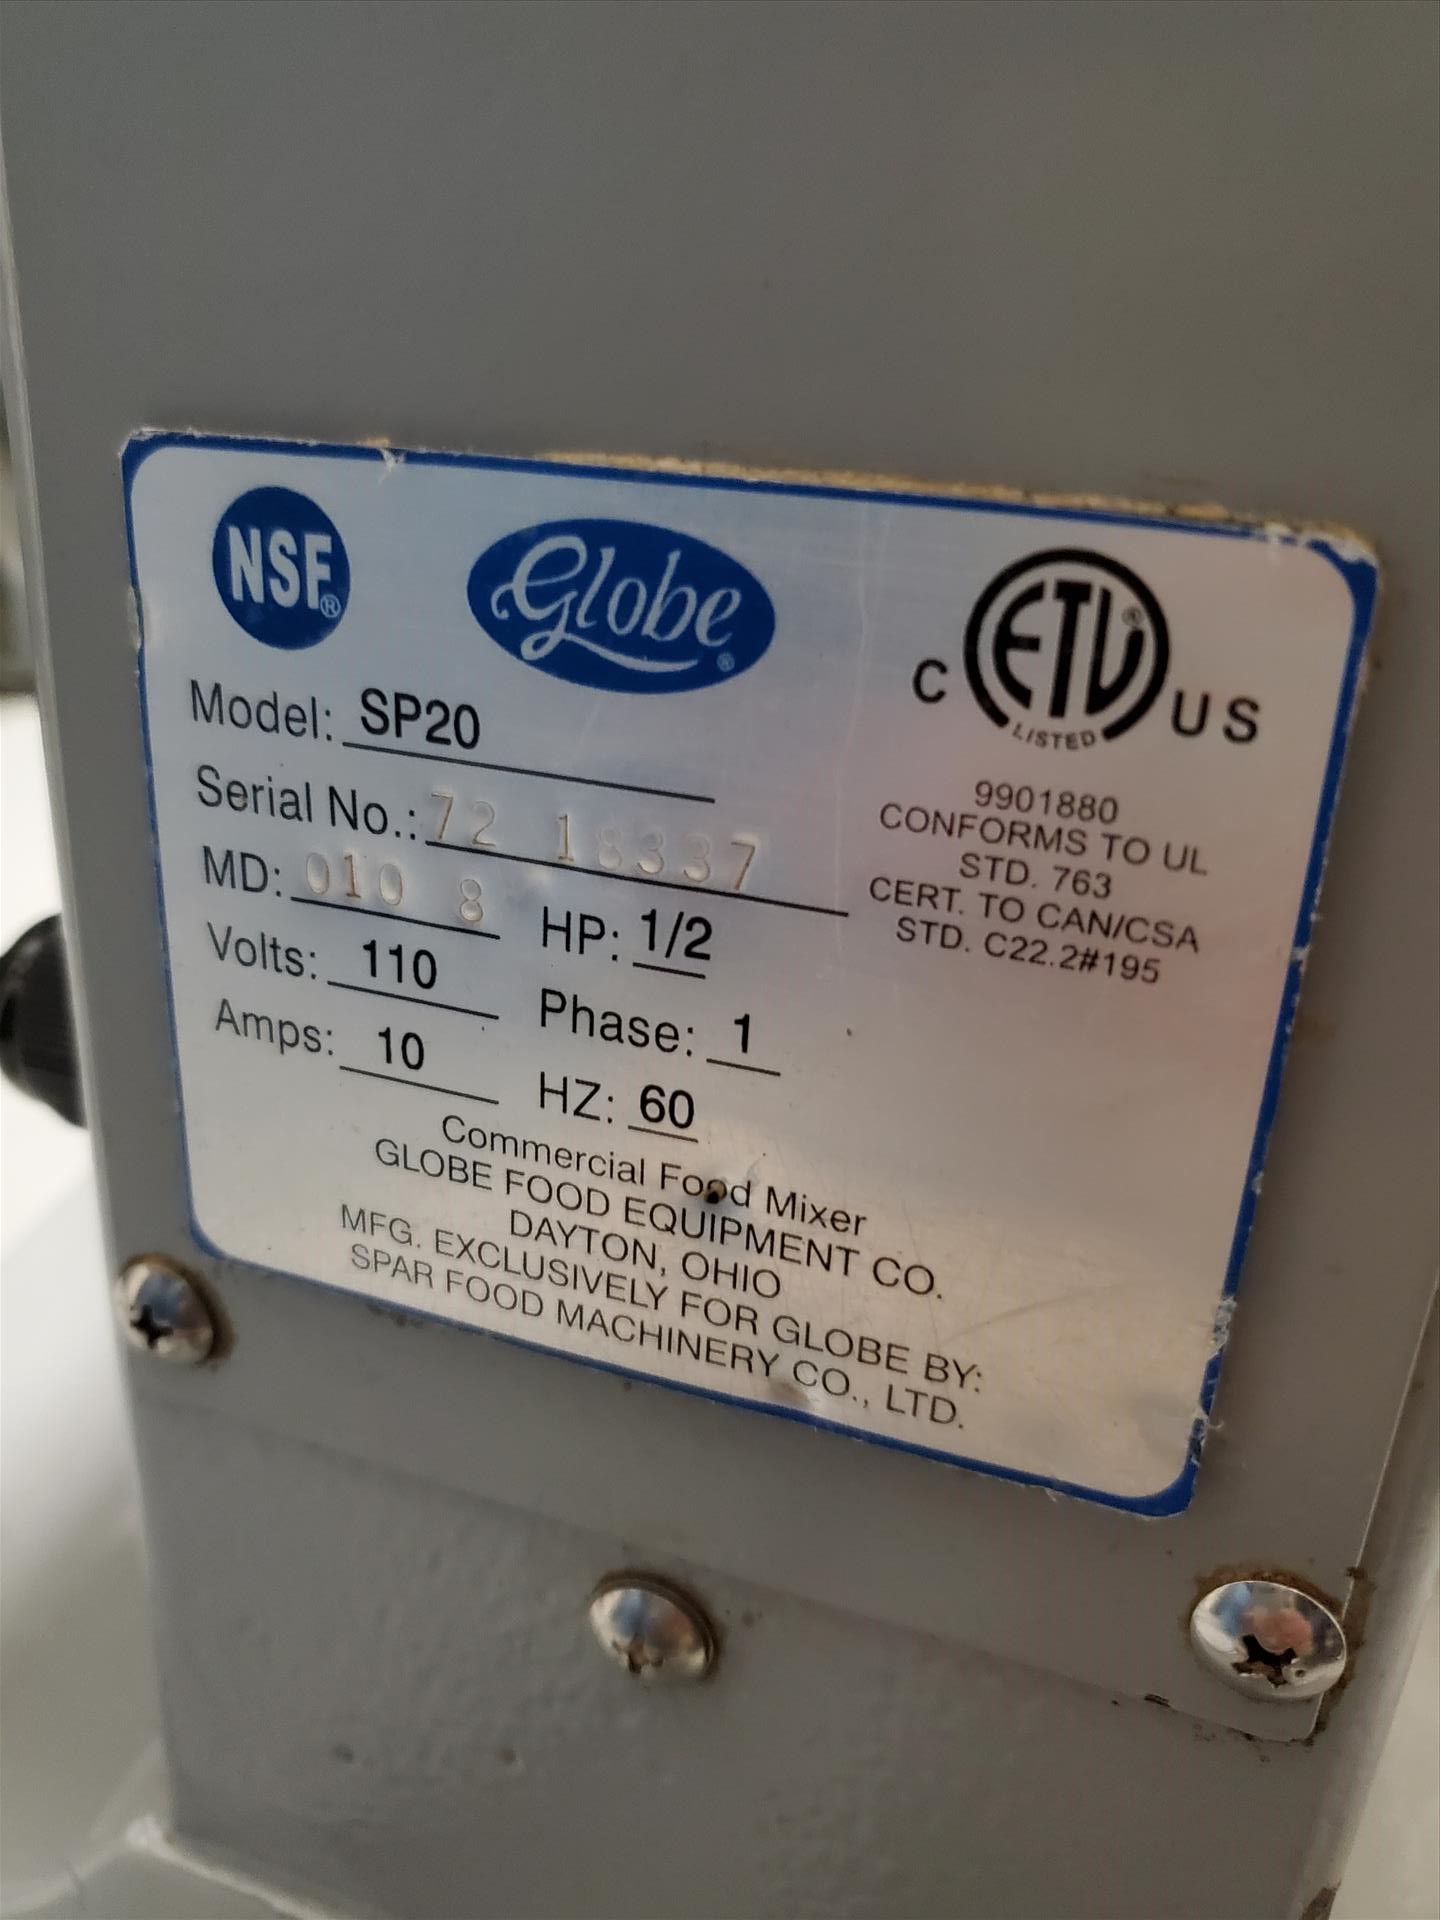 NSF®
Globe®
C ETL® US
LISTED
Model: SP20
Serial No.: 72 18337
MD: 010 8 HP: 1/2
Volts: 110 Phase: 1
Amps: 10 HZ: 60
9901880
CONFORMS TO UL
STD. 763
CERT. TO CAN/CSA
STD. C22.2#195
Commercial Food Mixer
GLOBE FOOD EQUIPMENT CO.
DAYTON, OHIO
MFG. EXCLUSIVELY FOR GLOBE BY:
SPAR FOOD MACHINERY CO., LTD.